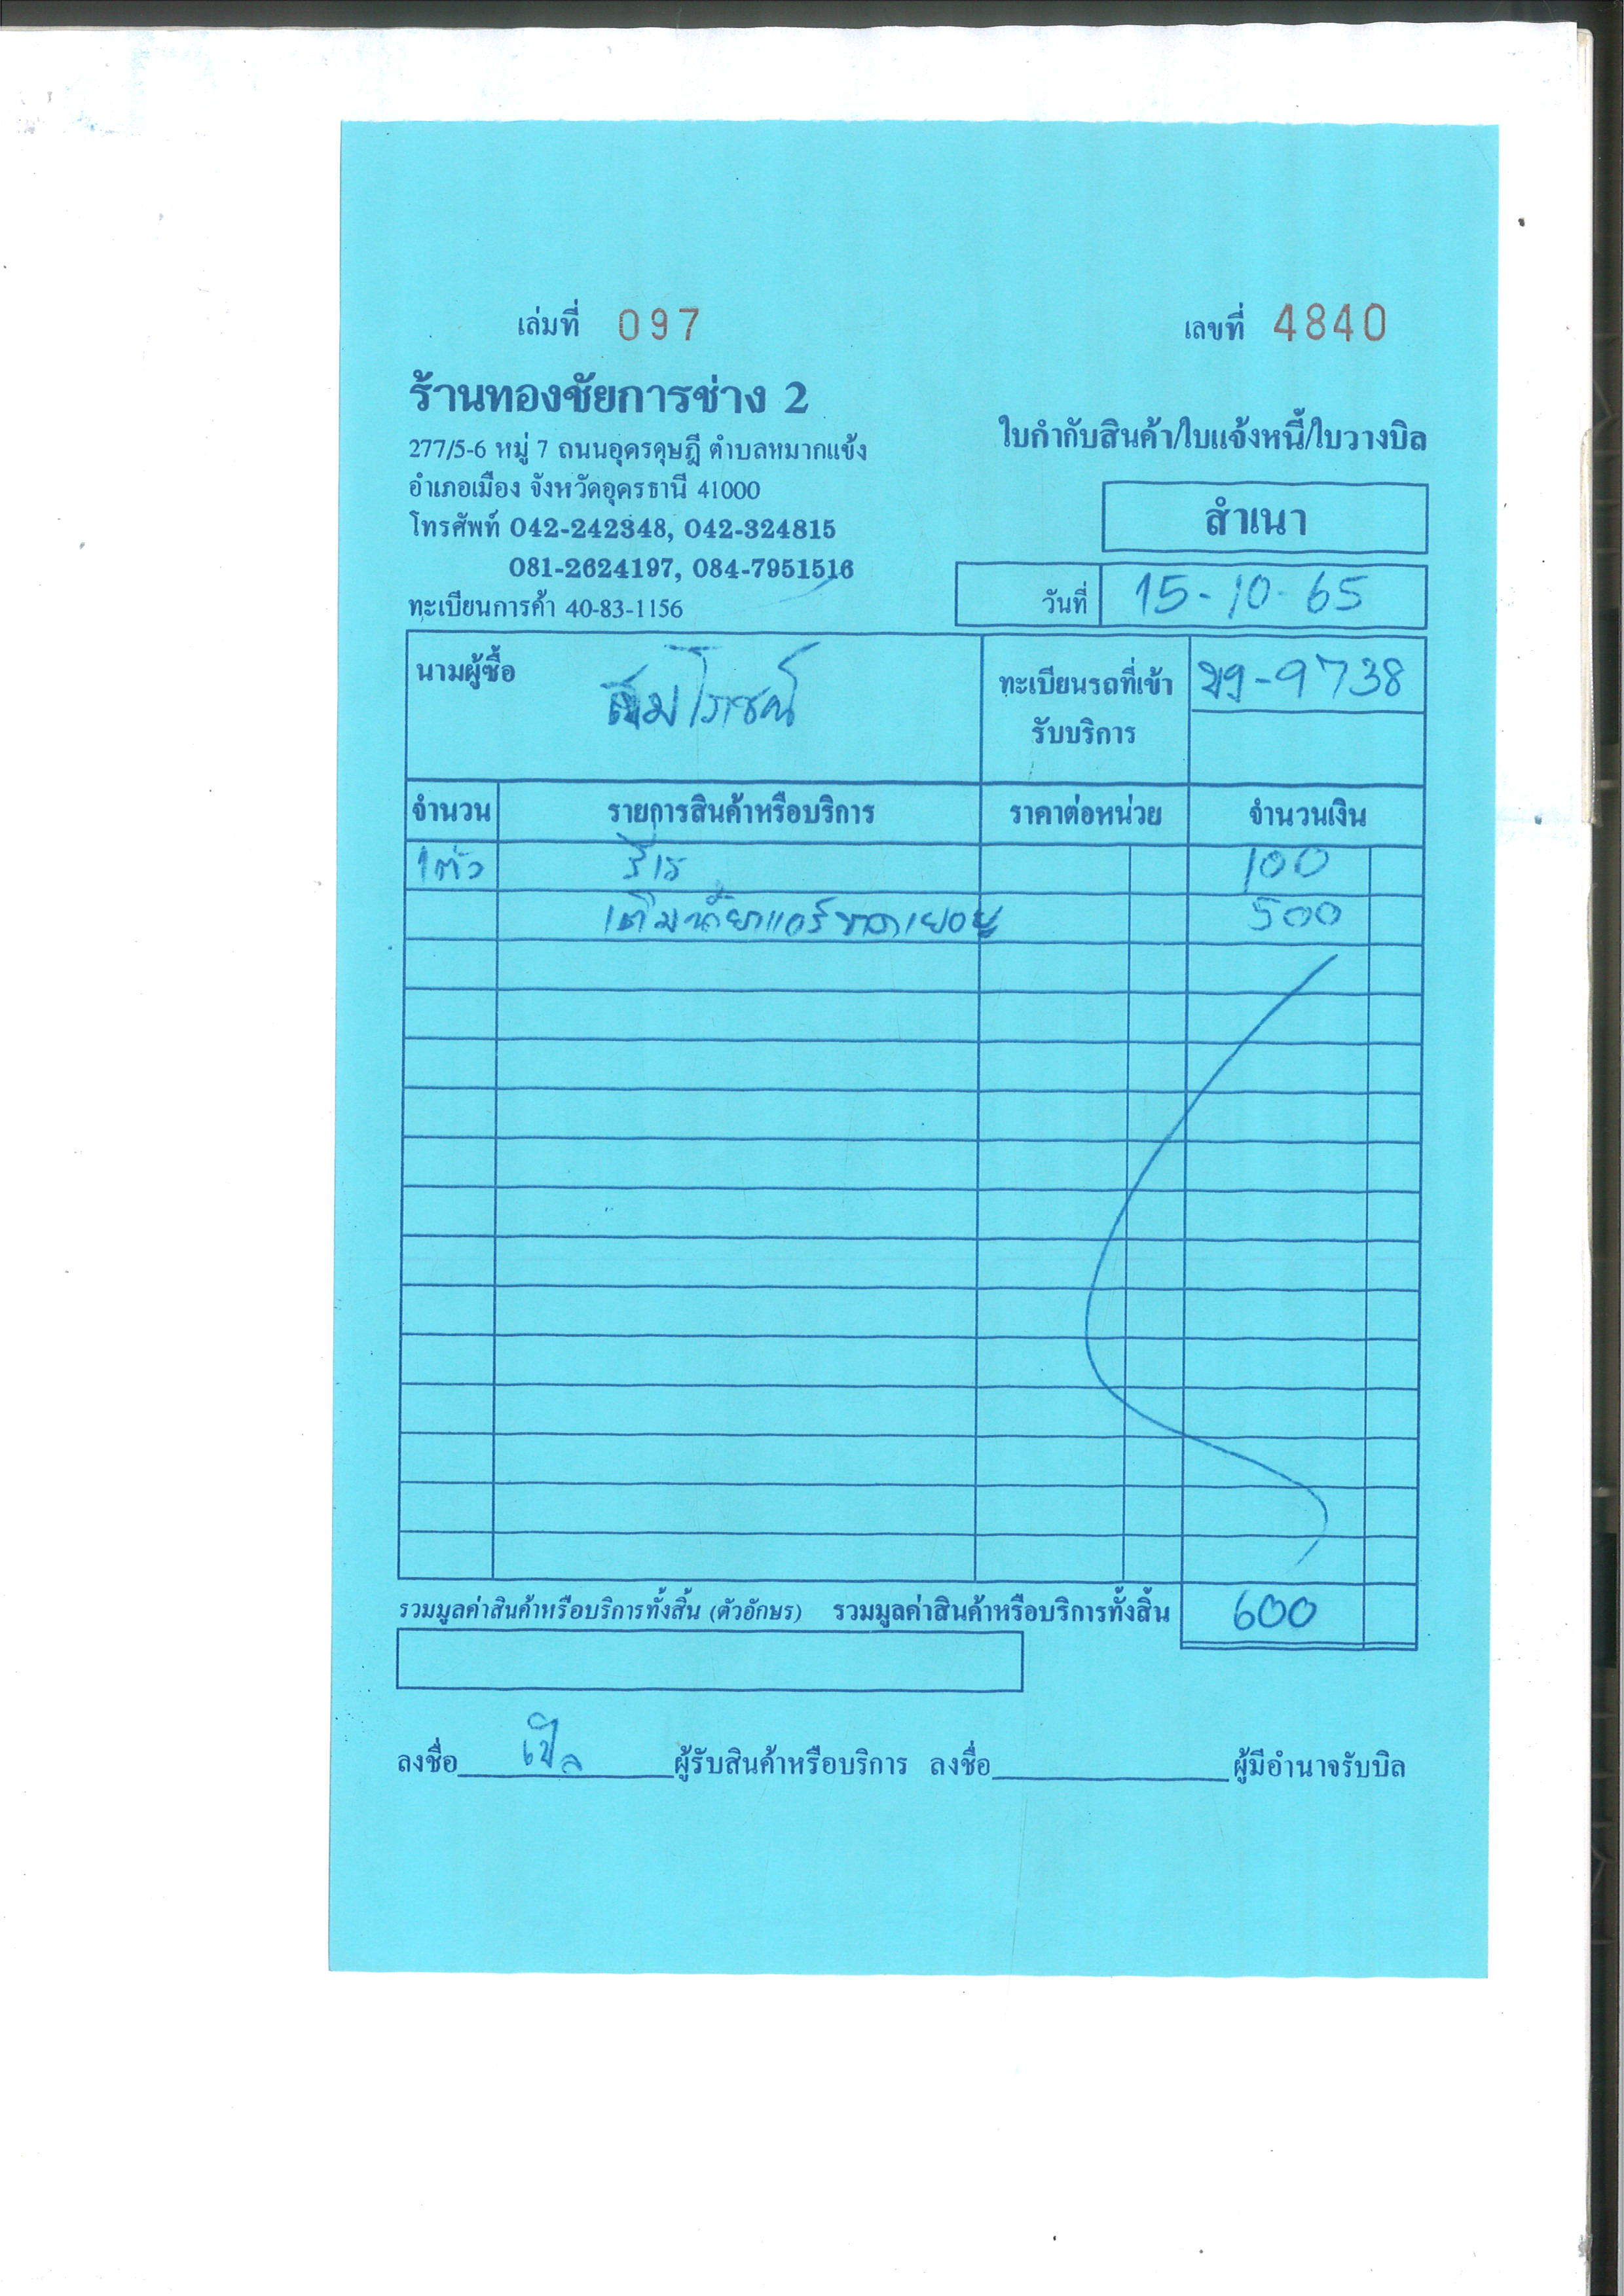 เล่มที่ 097 เลขที่ 4840
ร้านทองชัยการช่าง 2
277/5-6 หมู่ 7 ถนนอุดรดุษฎี ตำบลหมากแข้ง
ใบกำกับสินค้า/ใบแจ้งหนี้/ใบวางบิล
อำเภอเมือง จังหวัดอุดรธานี 41000
สำเนา
โทรศัพท์ 042-242348, 042-324815
081-2624197, 084-7951516
วันที่ 15-10-65
ทะเบียนการค้า 40-83-1156
นามผู้ซื้อ ทะเบียนรถที่เข้า -9738
รับบริการ
จำนวน รายการสินค้าหรือบริการ ราคาต่อหน่วย จำนวนเงิน
1 ตัว รีเร 100
เติมน้ำยาแอร์ 500
รวมมูลค่าสินค้าหรือบริการทั้งสิ้น (ตัวอักษร) รวมมูลค่าสินค้าหรือบริการทั้งสิ้น 600
ลงชื่อ ผู้รับสินค้าหรือบริการ ลงชื่อ ผู้มีอำนาจรับบิล